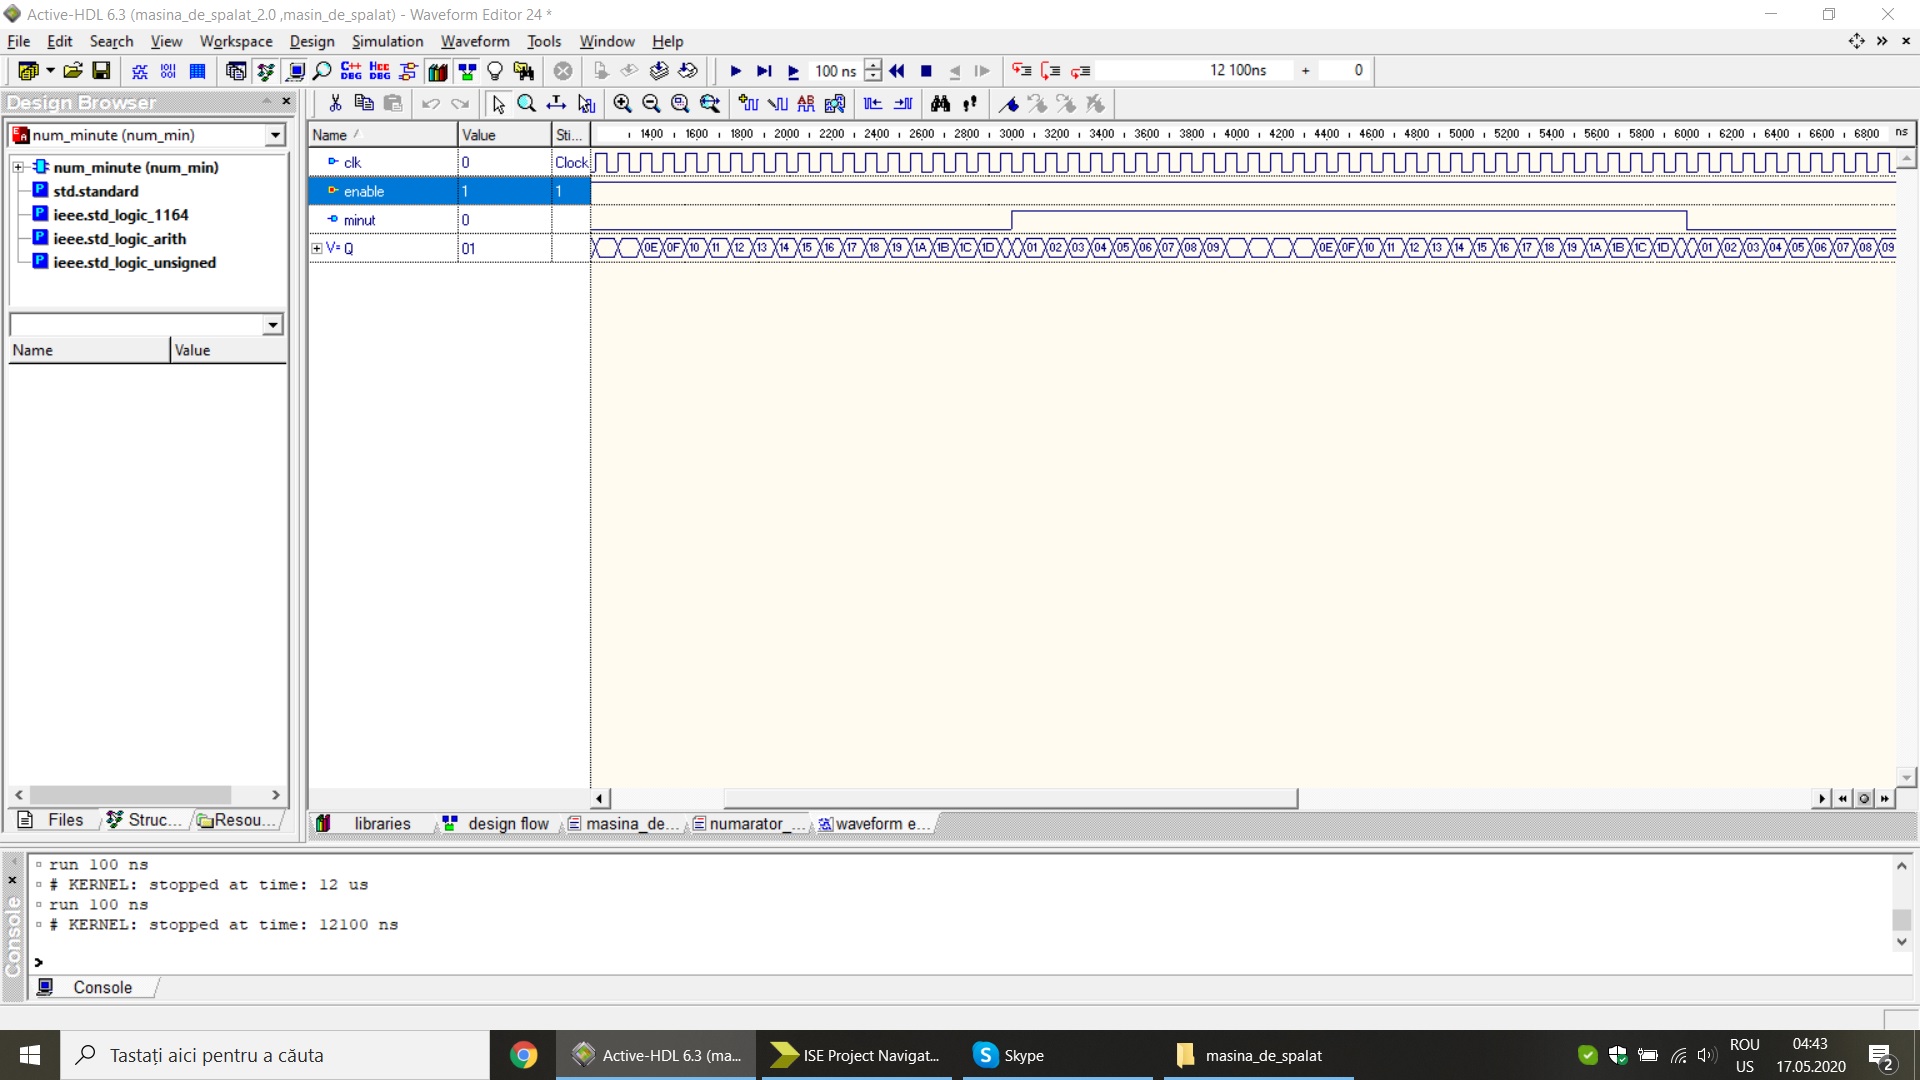 Active-HDL 6.3 (masina_de_spalat_2.0 ,masin_de_spalat) - Waveform Editor 24 *
File Edit Search View Workspace Design Simulation Waveform Tools Window Help
C++ DBG HCC DBG 100 ns 12 100ns + 0
Design Browser
num_minute (num_min)
num_minute (num_min)
std.standard
ieee.std_logic_1164
ieee.std_logic_arith
ieee.std_logic_unsigned
Name Value
Files Struc... Resou...
Name Value Sti... 1400 1600 1800 2000 2200 2400 2600 2800 3000 3200 3400 3600 3800 4000 4200 4400 4600 4800 5000 5200 5400 5600 5800 6000 6200 6400 6600 6800 ns
clk 0 Clock
enable 1 1
minut 0
V= Q 01 0E 0F 10 11 12 13 14 15 16 17 18 19 1A 1B 1C 1D 01 02 03 04 05 06 07 08 09 0E 0F 10 11 12 13 14 15 16 17 18 19 1A 1B 1C 1D 01 02 03 04 05 06 07 08 09
libraries design flow masina_de... numarator_... waveform e...
run 100 ns
# KERNEL: stopped at time: 12 us
run 100 ns
# KERNEL: stopped at time: 12100 ns
>
Console
Console
Tastați aici pentru a căuta
Active-HDL 6.3 (ma...
ISE Project Navigat...
Skype
masina_de_spalat
ROU
US
04:43
17.05.2020
2